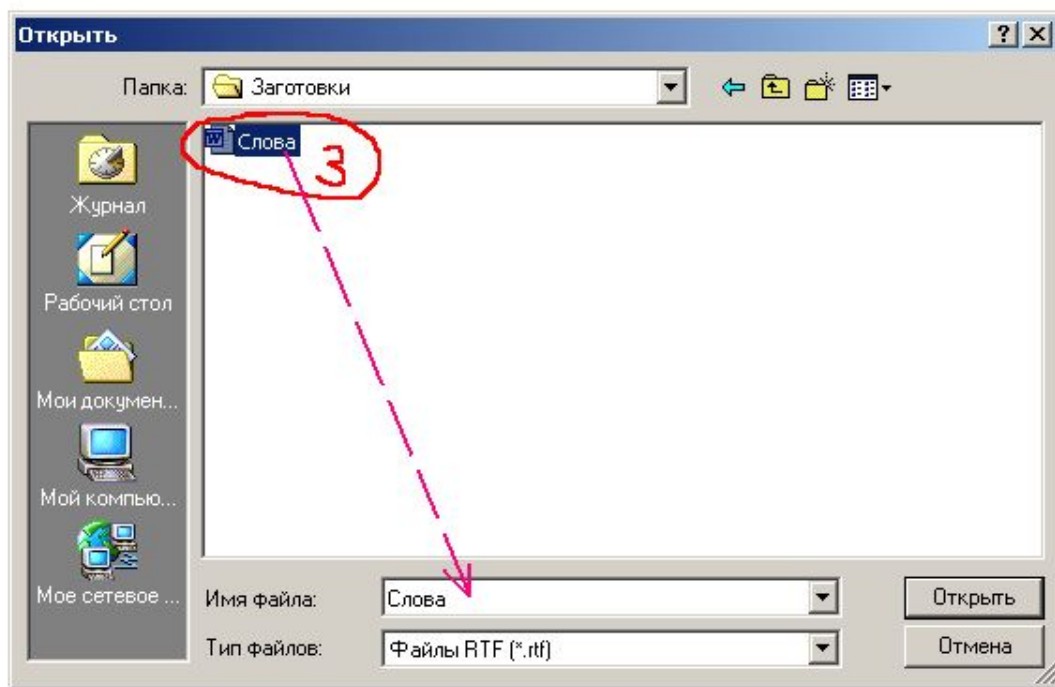 Открыть
Папка: Заготовки
Слова
3
Журнал
Рабочий стол
Мои докумен...
Мой компью...
Мое сетевое ...
Имя файла: Слова
Открыть
Тип файлов: Файлы RTF (*.rtf)
Отмена